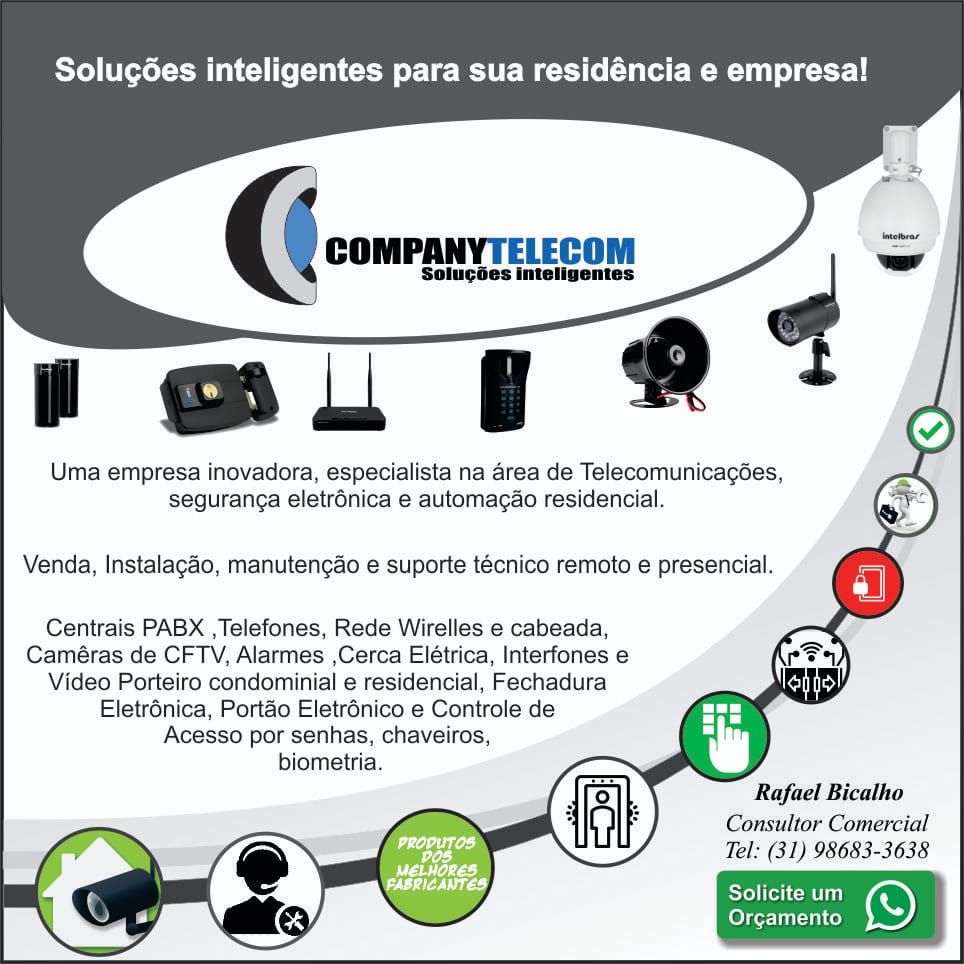 Soluções inteligentes para sua residência e empresa!
COMPANYTELECOM
Soluções inteligentes
intelbras
Uma empresa inovadora, especialista na área de Telecomunicações,
segurança eletrônica e automação residencial.
Venda, Instalação, manutenção e suporte técnico remoto e presencial.
Centrais PABX ,Telefones, Rede Wirelles e cabeada,
Camêras de CFTV, Alarmes ,Cerca Elétrica, Interfones e
Vídeo Porteiro condominial e residencial, Fechadura
Eletrônica, Portão Eletrônico e Controle de
Acesso por senhas, chaveiros,
biometria.
PRODUTOS
DOS
MELHORES
FABRICANTES
Rafael Bicalho
Consultor Comercial
Tel: (31) 98683-3638
Solicite um
Orçamento